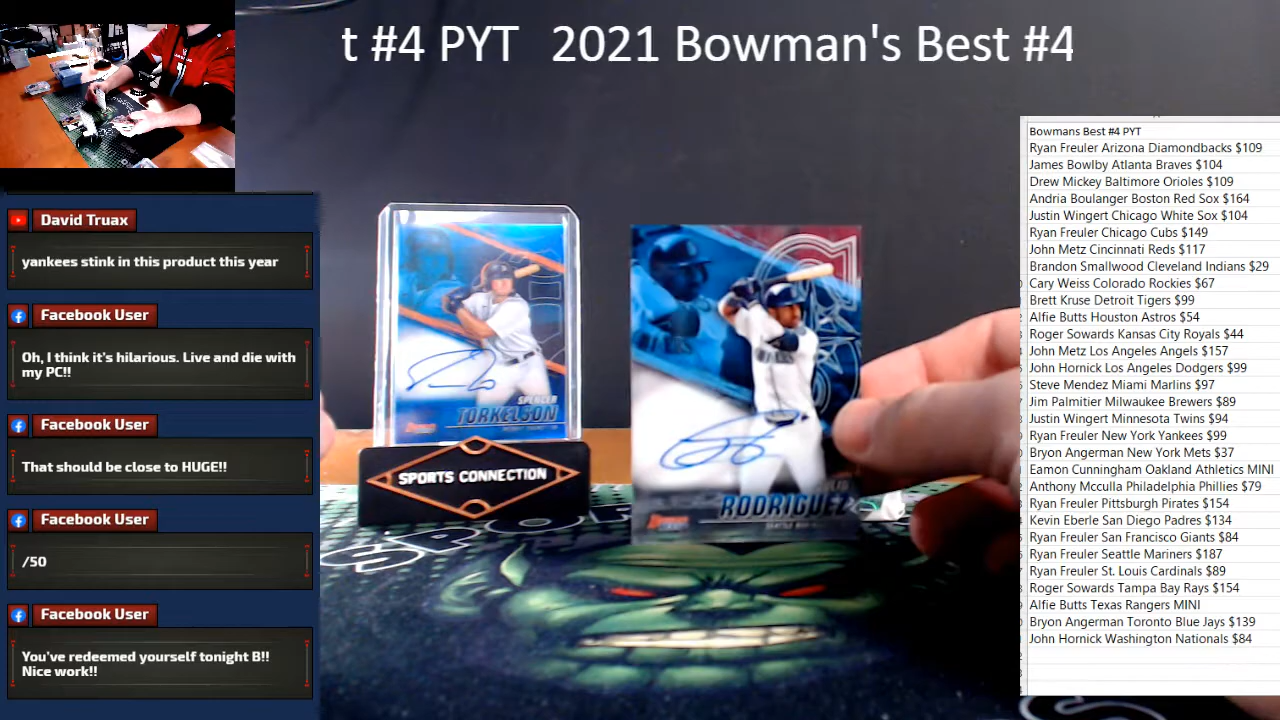 t #4 PYT 2021 Bowman's Best #4
David Truax
yankees stink in this product this year
Facebook User
Oh, I think it's hilarious. Live and die with
my PC!!
Facebook User
That should be close to HUGE!!
Facebook User
/50
Facebook User
You've redeemed yourself tonight B!!
Nice work!!
SPENCER
TORKELSON
SPORTS CONNECTION
RODRIGUEZ
Bowmans Best #4 PYT
Ryan Freuler Arizona Diamondbacks $109
James Bowlby Atlanta Braves $104
Drew Mickey Baltimore Orioles $109
Andria Boulanger Boston Red Sox $164
Justin Wingert Chicago White Sox $104
Ryan Freuler Chicago Cubs $149
John Metz Cincinnati Reds $117
Brandon Smallwood Cleveland Indians $29
Cary Weiss Colorado Rockies $67
Brett Kruse Detroit Tigers $99
Alfie Butts Houston Astros $54
Roger Sowards Kansas City Royals $44
John Metz Los Angeles Angels $157
John Hornick Los Angeles Dodgers $99
Steve Mendez Miami Marlins $97
Jim Palmitier Milwaukee Brewers $89
Justin Wingert Minnesota Twins $94
Ryan Freuler New York Yankees $99
Bryon Angerman New York Mets $37
Eamon Cunningham Oakland Athletics MINI
Anthony Mcculla Philadelphia Phillies $79
Ryan Freuler Pittsburgh Pirates $154
Kevin Eberle San Diego Padres $134
Ryan Freuler San Francisco Giants $84
Ryan Freuler Seattle Mariners $187
Ryan Freuler St. Louis Cardinals $89
Roger Sowards Tampa Bay Rays $154
Alfie Butts Texas Rangers MINI
Bryon Angerman Toronto Blue Jays $139
John Hornick Washington Nationals $84